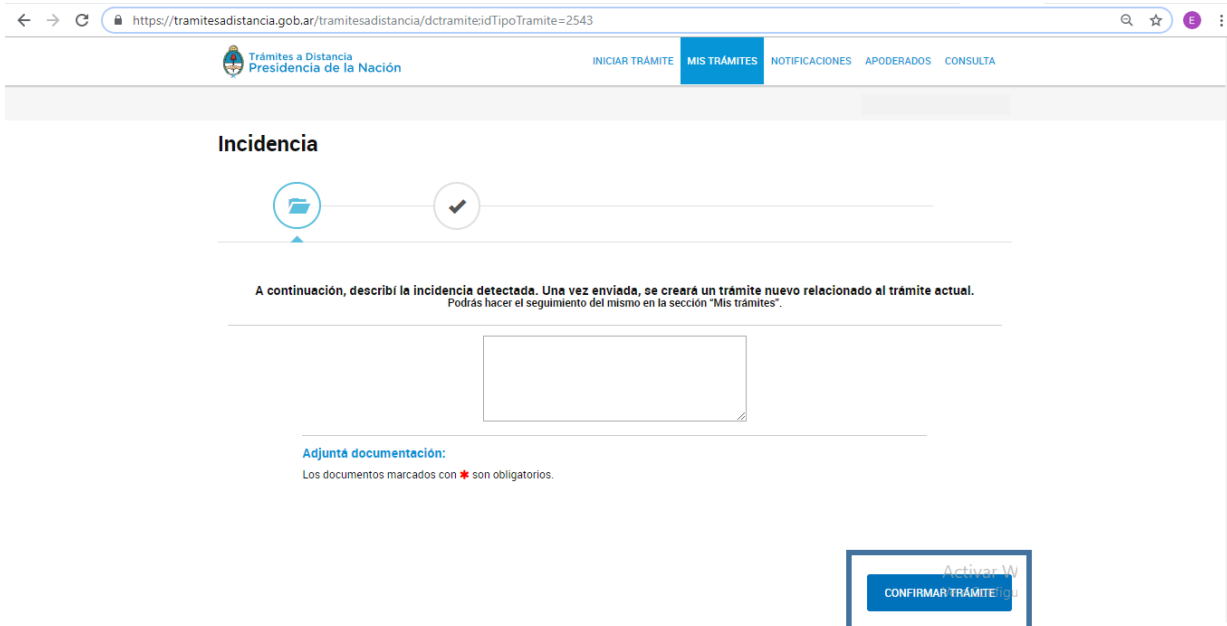 https://tramitesadistancia.gob.ar/tramitesadistancia/dctramite;idTipoTramite=2543
E
Trámites a Distancia
Presidencia de la Nación
INICIAR TRÁMITE MIS TRÁMITES NOTIFICACIONES APODERADOS CONSULTA
Incidencia
A continuación, describí la incidencia detectada. Una vez enviada, se creará un trámite nuevo relacionado al trámite actual.
Podrás hacer el seguimiento del mismo en la sección "Mis trámites".
Adjuntá documentación:
Los documentos marcados con * son obligatorios.
Activar W
CONFIRMAR TRÁMITE